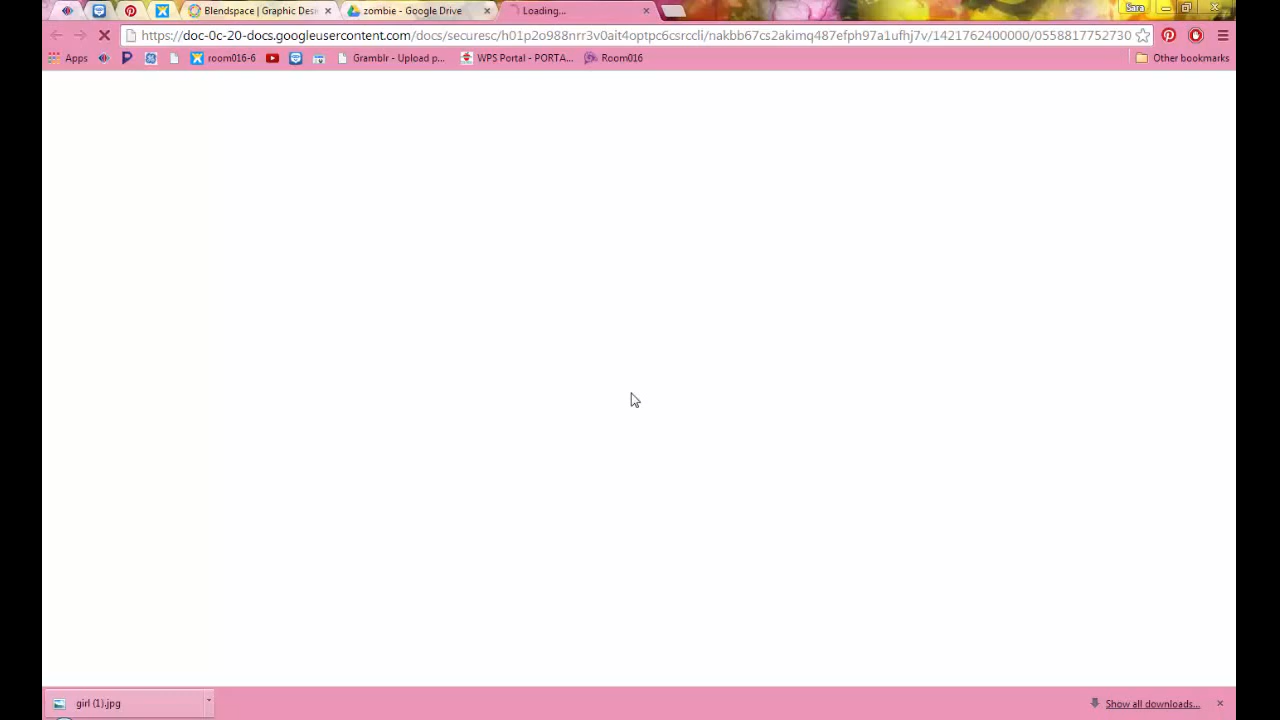 Blendspace | Graphic Desi
zombie - Google Drive
Loading...
Sara
https://doc-0c-20-docs.googleusercontent.com/docs/securesc/h01p2o988nrr3v0ait4optpc6csrccli/nakbb67cs2akimq487efph97a1ufhj7v/1421762400000/0558817752730
Apps
room016-6
Gramblr - Upload p...
WPS Portal - PORTA...
Room016
Other bookmarks
girl (1).jpg
Show all downloads...